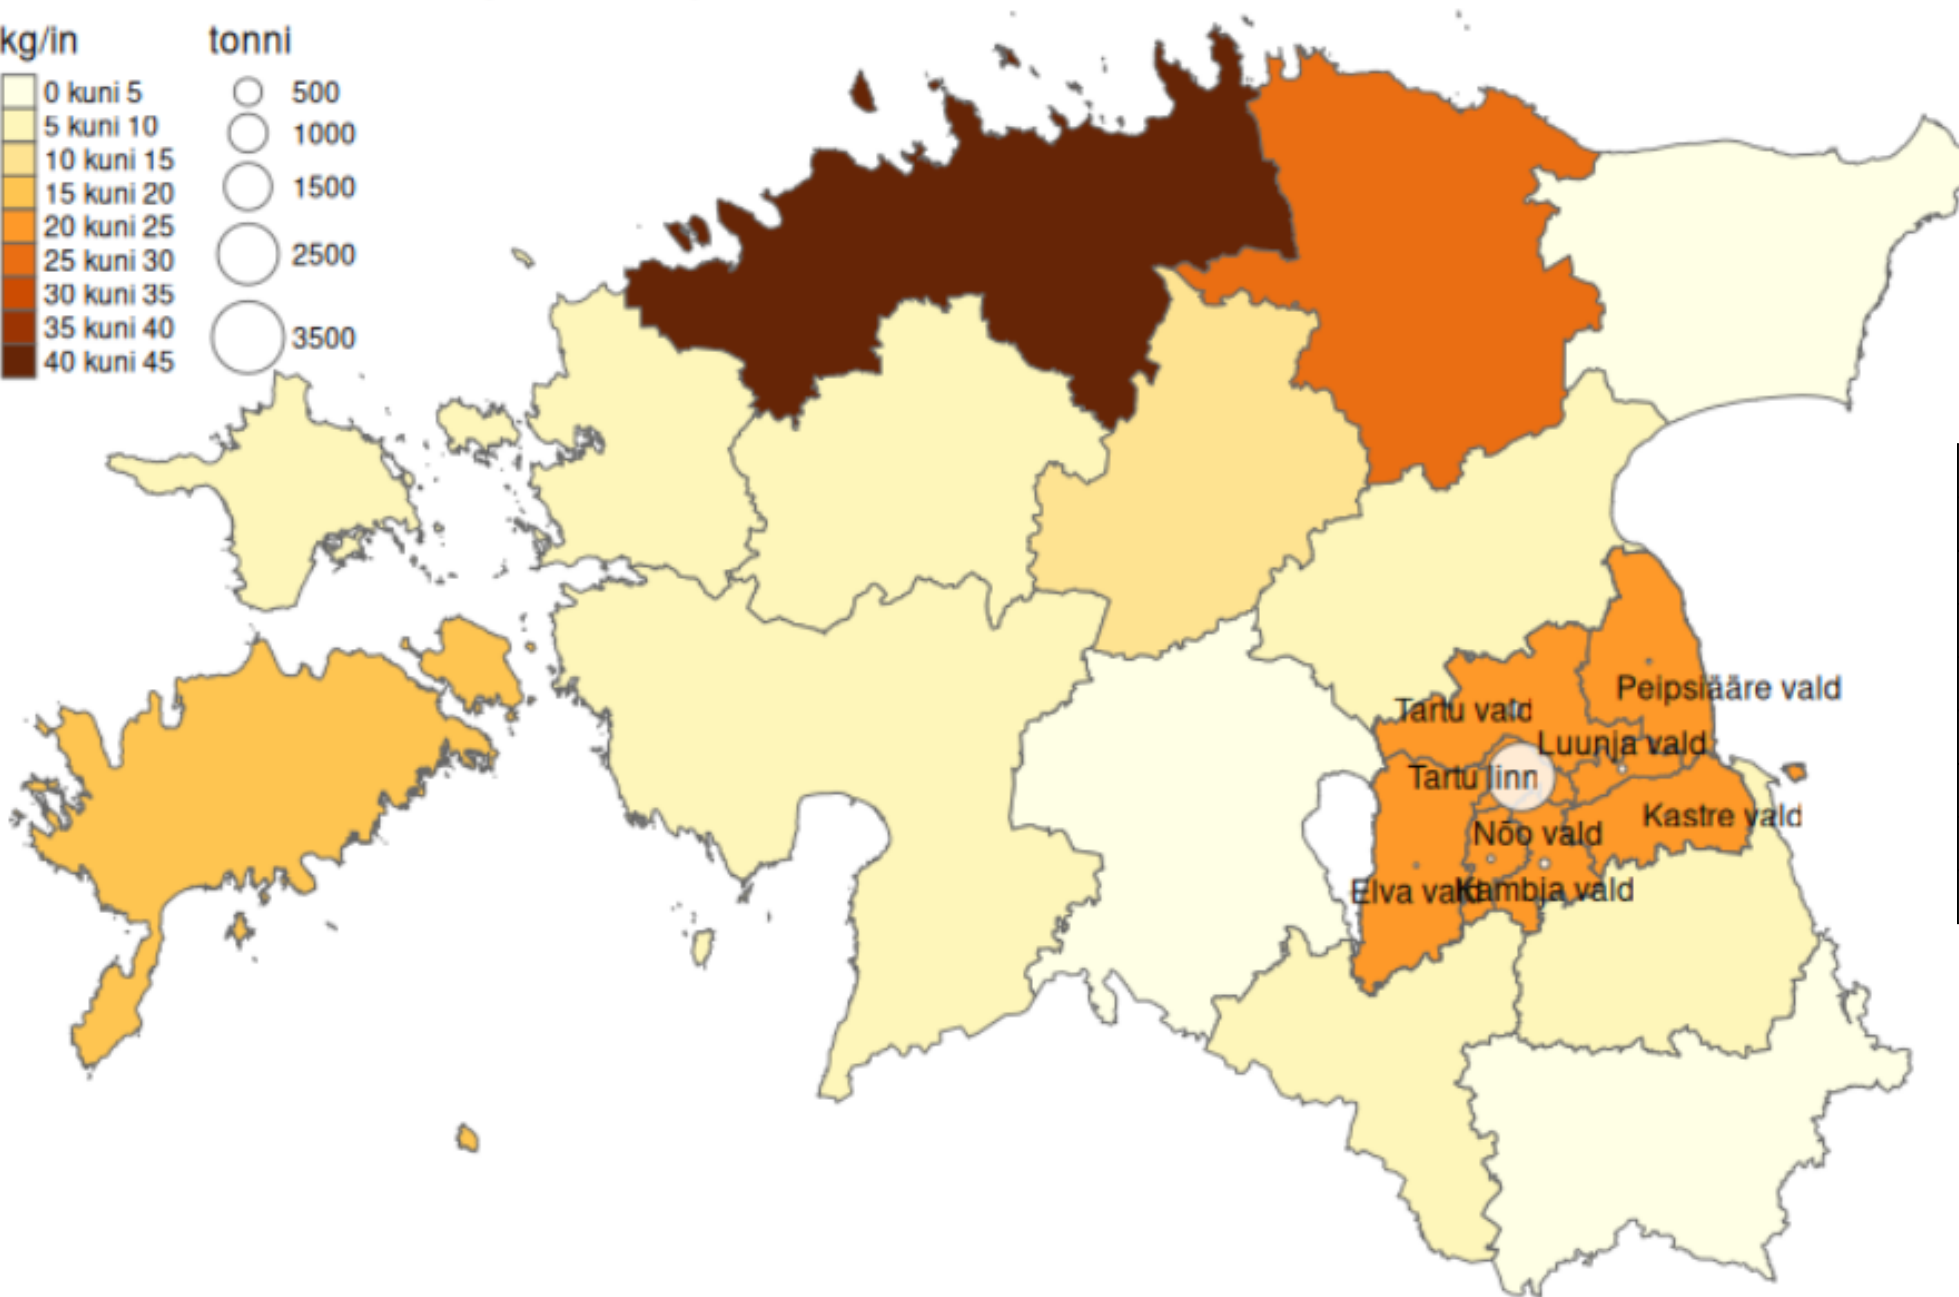 kg/in
0 kuni 5
5 kuni 10
10 kuni 15
15 kuni 20
20 kuni 25
25 kuni 30
30 kuni 35
35 kuni 40
40 kuni 45
tonni
500
1000
1500
2500
3500
Peipsiääre vald
Tartu vald
Luunja vald
Tartu linn
Kastre vald
Nõo vald
Elva vald
Kambja vald